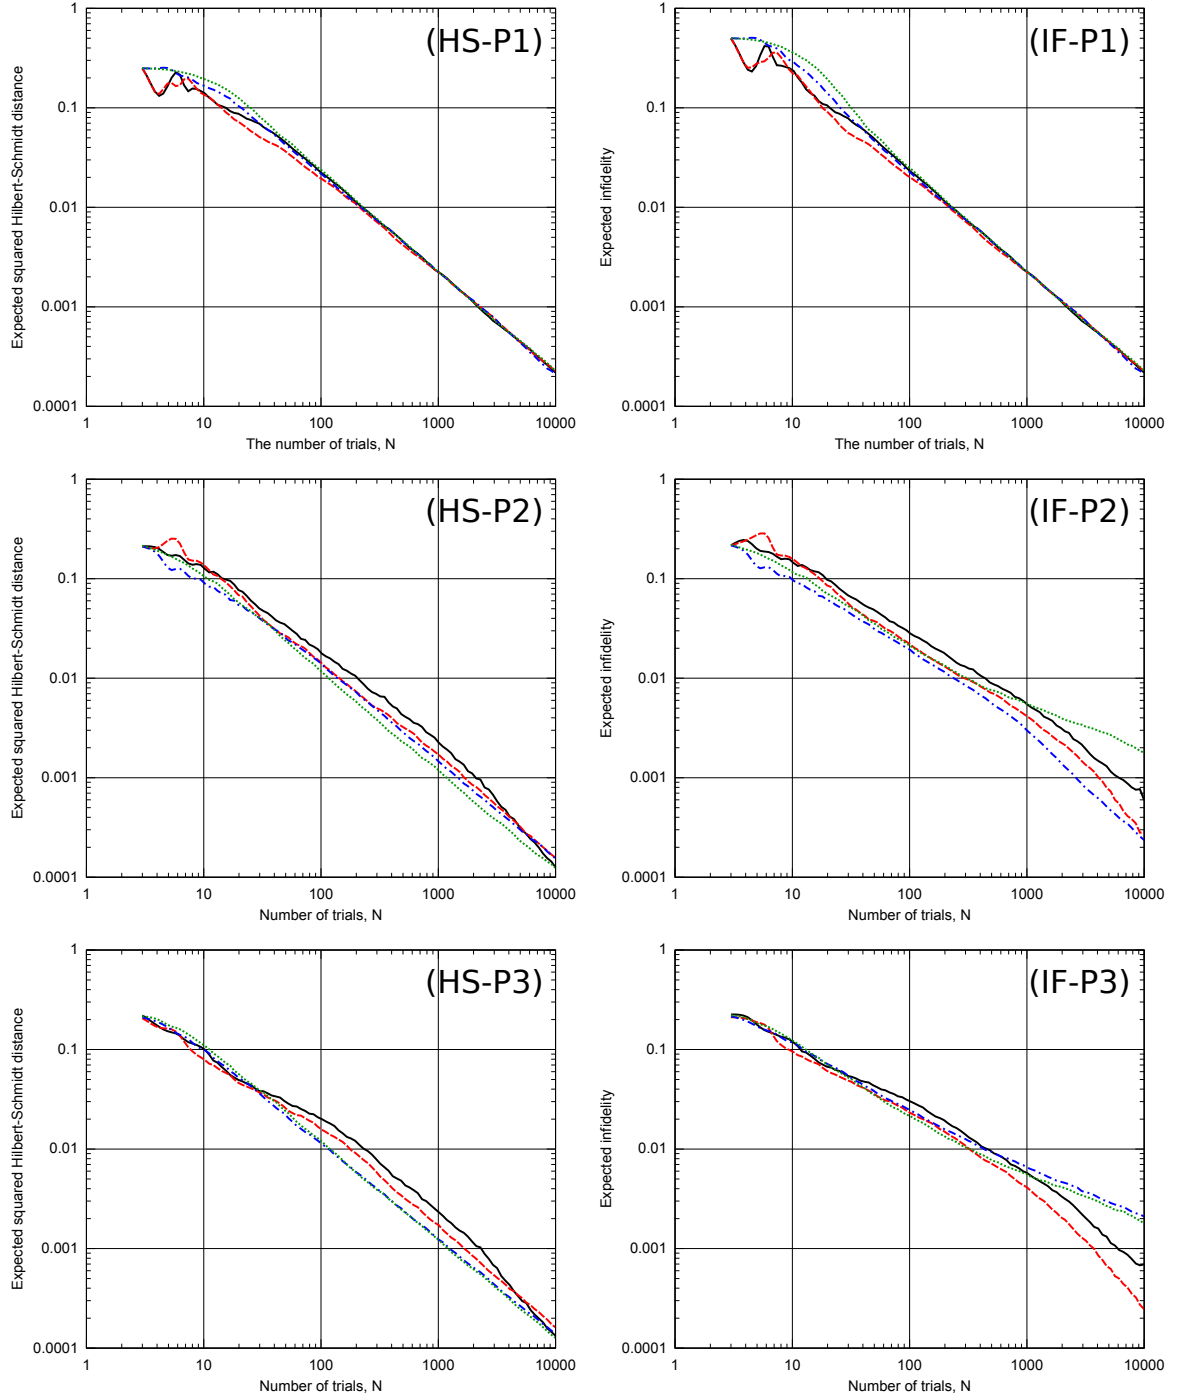 (HS-P1)
Expected squared Hilbert-Schmidt distance
1
0.1
0.01
0.001
0.0001
1 10 100 1000 10000
The number of trials, N
(IF-P1)
Expected infidelity
1
0.1
0.01
0.001
0.0001
1 10 100 1000 10000
The number of trials, N
(HS-P2)
Expected squared Hilbert-Schmidt distance
1
0.1
0.01
0.001
0.0001
1 10 100 1000 10000
Number of trials, N
(IF-P2)
Expected infidelity
1
0.1
0.01
0.001
0.0001
1 10 100 1000 10000
Number of trials, N
(HS-P3)
Expected squared Hilbert-Schmidt distance
1
0.1
0.01
0.001
0.0001
1 10 100 1000 10000
Number of trials, N
(IF-P3)
Expected infidelity
1
0.1
0.01
0.001
0.0001
1 10 100 1000 10000
Number of trials, N